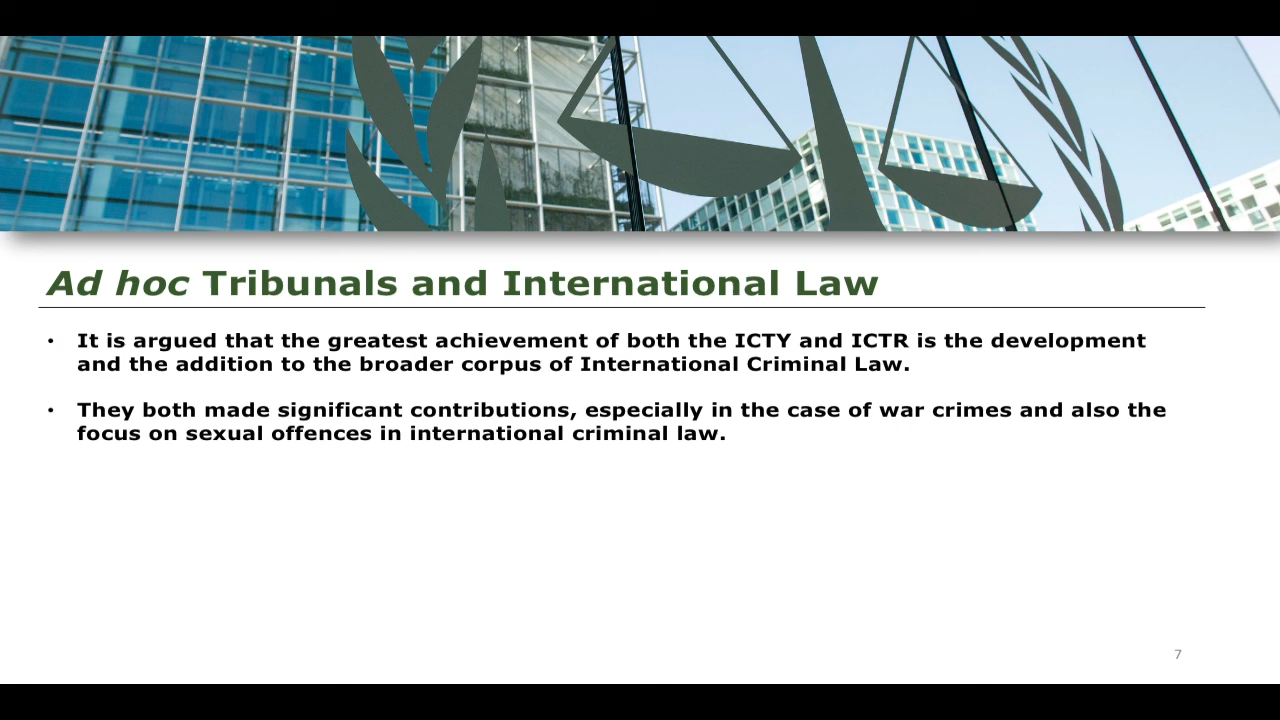 Ad hoc Tribunals and International Law
• It is argued that the greatest achievement of both the ICTY and ICTR is the development
and the addition to the broader corpus of International Criminal Law.
• They both made significant contributions, especially in the case of war crimes and also the
focus on sexual offences in international criminal law.
7